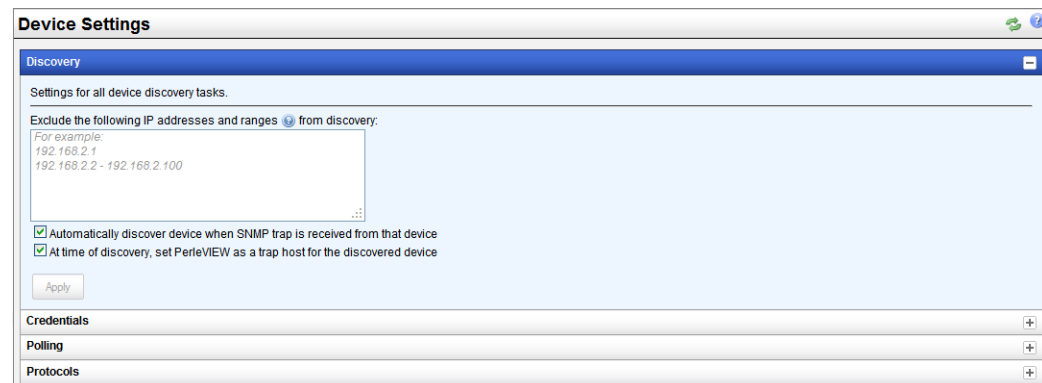 Device Settings
Discovery
Settings for all device discovery tasks.
Exclude the following IP addresses and ranges from discovery:
For example:
192.168.2.1
192.168.2.2 - 192.168.2.100
Automatically discover device when SNMP trap is received from that device
At time of discovery, set PerleVIEW as a trap host for the discovered device
Apply
Credentials
Polling
Protocols